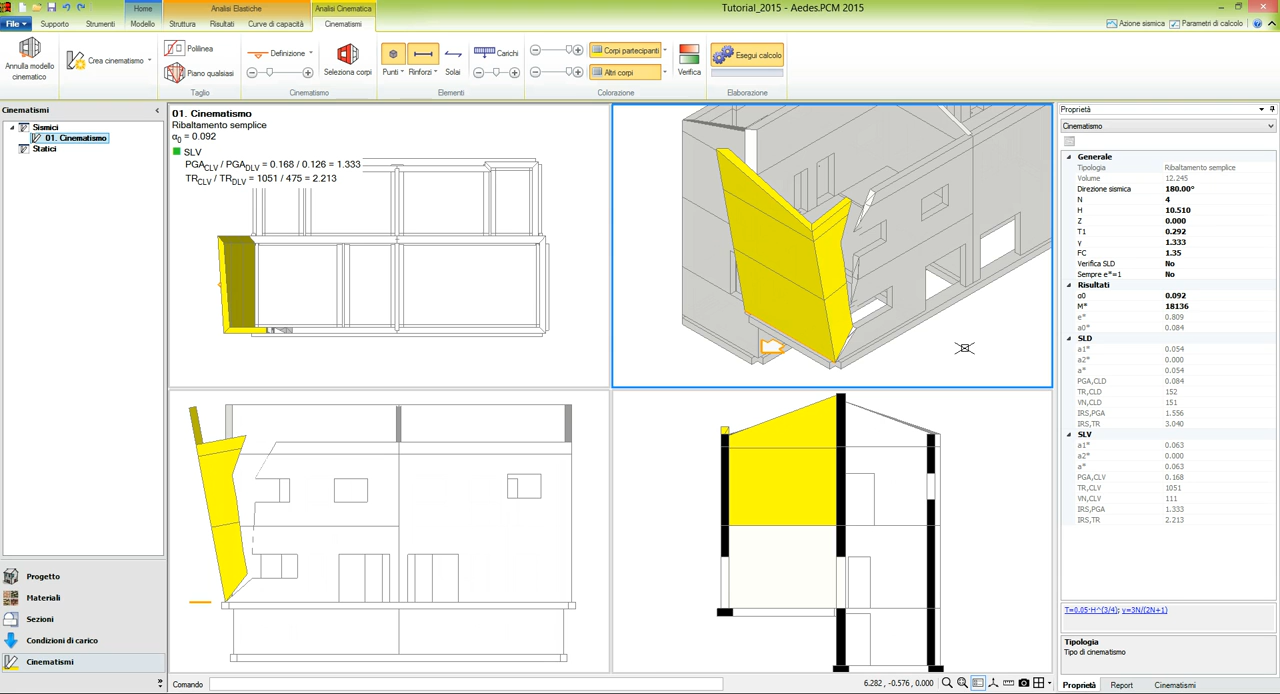 Tutorial_2015 - Aedes.PCM 2015
Home
Analisi Elastiche
Analisi Cinematica
File
Supporto
Strumenti
Modello
Struttura
Risultati
Curve di capacità
Cinematismi
Azione sismica
Parametri di calcolo
Annulla modello
cinematico
Crea cinematismo
Polilinea
Piano qualsiasi
Taglio
Definizione
Seleziona corpi
Cinematismo
Punti
Rinforzi
Solai
Carichi
Elementi
Corpi partecipanti
Altri corpi
Colorazione
Verifica
Esegui calcolo
Elaborazione
Cinematismi
Sismici
01. Cinematismo
Statici
Progetto
Materiali
Sezioni
Condizioni di carico
Cinematismi
01. Cinematismo
Ribaltamento semplice
α0 = 0.092
SLV
PGACLV / PGADLV = 0.168 / 0.126 = 1.333
TRCLV / TRDLV = 1051 / 475 = 2.213
Comando
6.282, -0.576, 0.000
Proprietà
Cinematismo
Generale
Tipologia Ribaltamento semplice
Volume 12.245
Direzione sismica 180.00°
N 4
H 10.510
Z 0.000
T1 0.292
γ 1.333
FC 1.35
Verifica SLD No
Sempre e*=1 No
Risultati
α0 0.092
M* 18136
e* 0.809
a0* 0.084
SLD
a1* 0.054
a2* 0.000
a* 0.054
PGA,CLD 0.084
TR,CLD 152
VN,CLD 151
IRS,PGA 1.556
IRS,TR 3.040
SLV
a1* 0.063
a2* 0.000
a* 0.063
PGA,CLV 0.168
TR,CLV 1051
VN,CLV 111
IRS,PGA 1.333
IRS,TR 2.213
T=0.05·H^(3/4); γ=3N/(2N+1)
Tipologia
Tipo di cinematismo
Proprietà
Report
Cinematismi